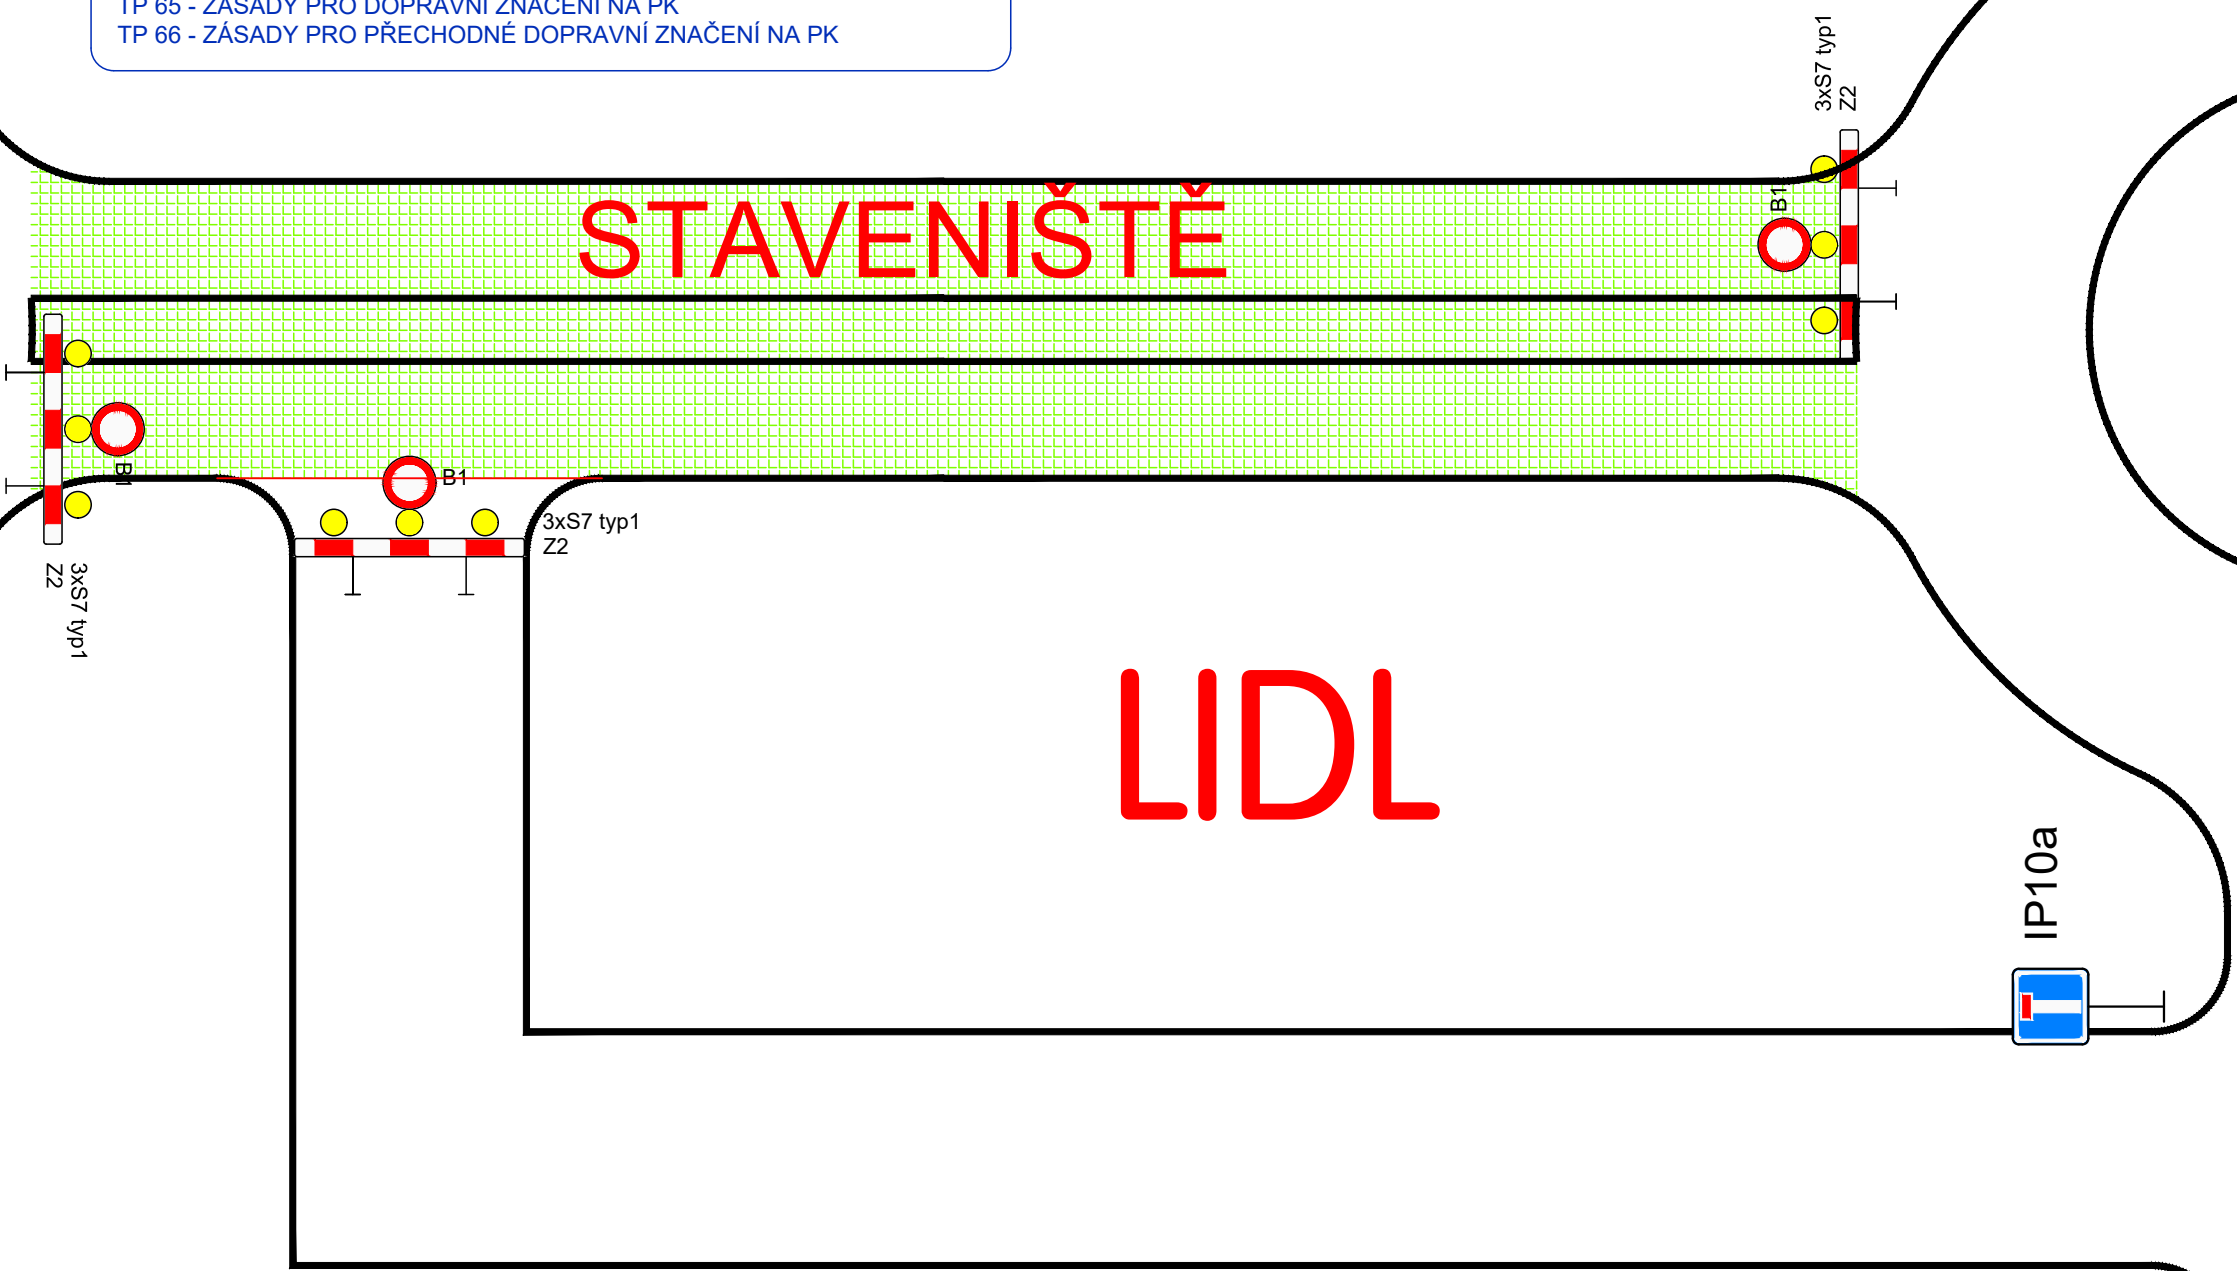 TP 65 - ZÁSADY PRO DOPRAVNÍ ZNAČENÍ NA PK
TP 66 - ZÁSADY PRO PŘECHODNÉ DOPRAVNÍ ZNAČENÍ NA PK
3xS7 typ1
Z2
B1
STAVENIŠTĚ
B1
B1
3xS7 typ1
Z2
Z2
3xS7 typ1
LIDL
IP10a